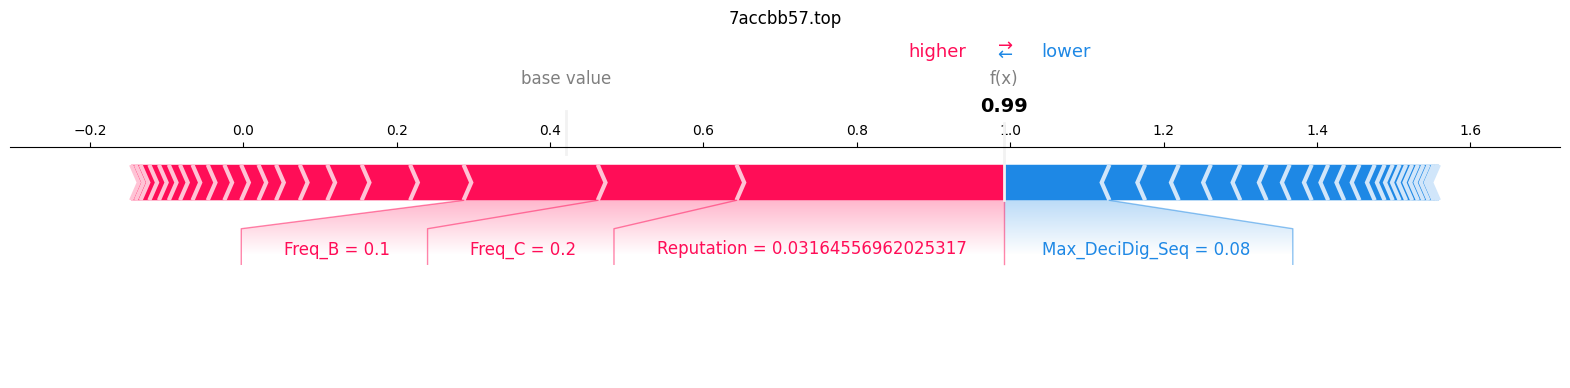 7accbb57.top
higher ⇄ lower
base value f(x)
0.99
−0.2 0.0 0.2 0.4 0.6 0.8 1.0 1.2 1.4 1.6
Freq_B = 0.1 Freq_C = 0.2 Reputation = 0.03164556962025317 Max_DeciDig_Seq = 0.08